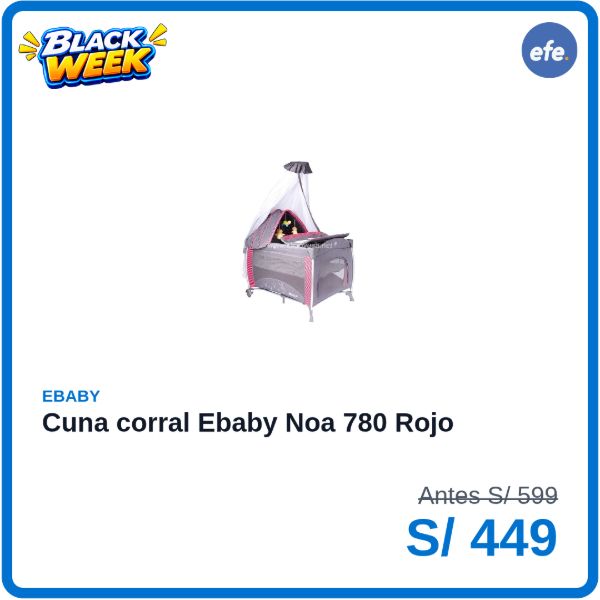 BLACK
WEEK
efe.
EBABY
Cuna corral Ebaby Noa 780 Rojo
Antes S/ 599
S/ 449